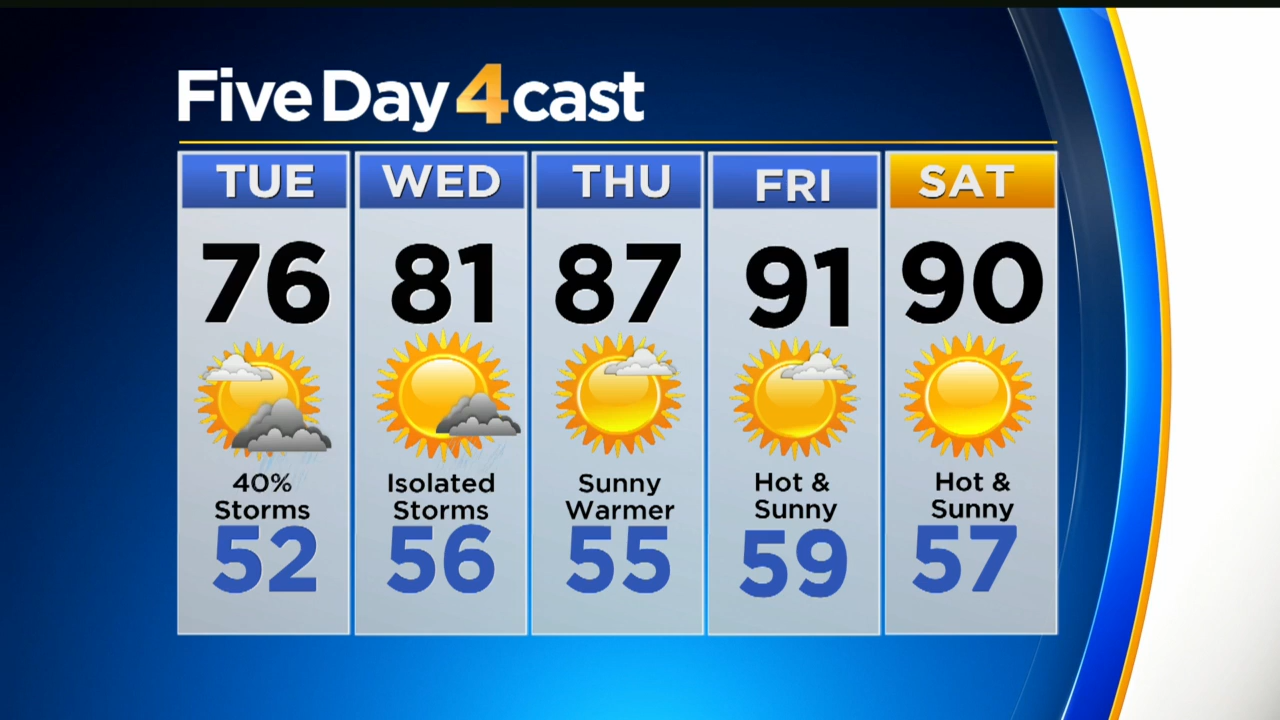 Five Day 4cast
TUE WED THU FRI SAT
76 81 87 91 90
40% Isolated Sunny Hot & Hot &
Storms Storms Warmer Sunny Sunny
52 56 55 59 57